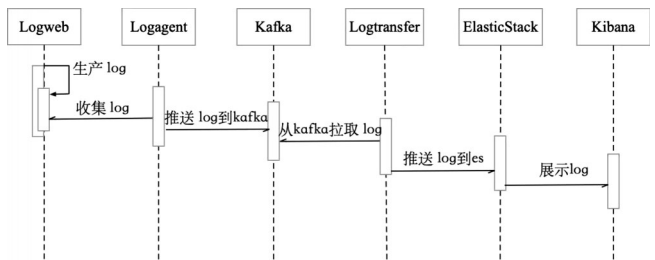 Logweb
Logagent
Kafka
Logtransfer
ElasticStack
Kibana
生产 log
收集 log
推送 log到kafka
从kafka拉取 log
推送 log到es
展示log